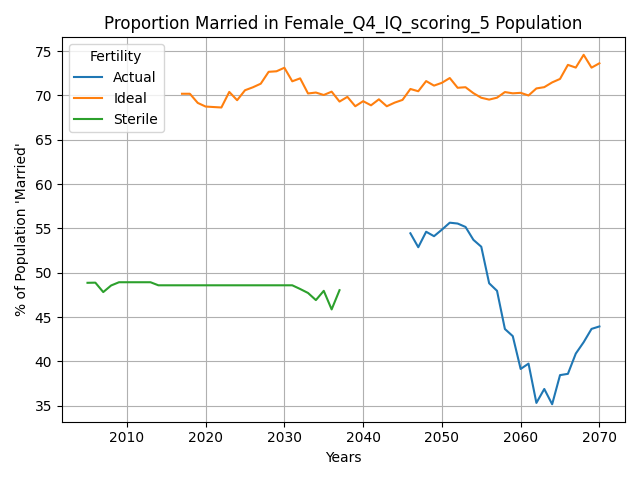 Proportion Married in Female_Q4_IQ_scoring_5 Population
Fertility
Actual
Ideal
Sterile
% of Population 'Married'
75
70
65
60
55
50
45
40
35
2010
2020
2030
2040
2050
2060
2070
Years